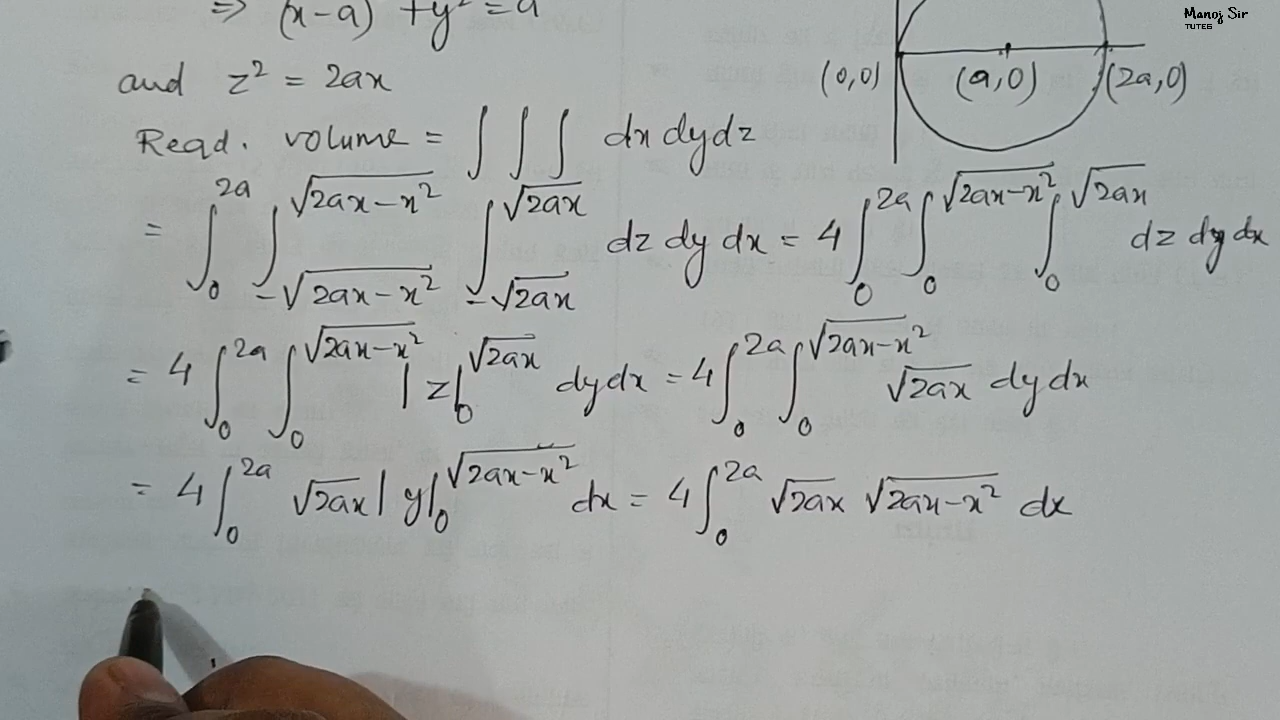 ⇒ (x-a)² + y² = a²
Manoj Sir
TUTES
and z² = 2ax
(0,0) (a,0) (2a,0)
Reqd. volume = ∫ ∫ ∫ dx dy dz
= ∫₀^{2a} ∫_{-√(2ax-x²)}^{√(2ax-x²)} ∫_{-√(2ax)}^{√(2ax)} dz dy dx = 4 ∫₀^{2a} ∫₀^{√(2ax-x²)} ∫₀^{√(2ax)} dz dy dx
= 4 ∫₀^{2a} ∫₀^{√(2ax-x²)} |z|₀^{√(2ax)} dy dx = 4 ∫₀^{2a} ∫₀^{√(2ax-x²)} √(2ax) dy dx
= 4 ∫₀^{2a} √(2ax) |y|₀^{√(2ax-x²)} dx = 4 ∫₀^{2a} √(2ax) √(2ax-x²) dx